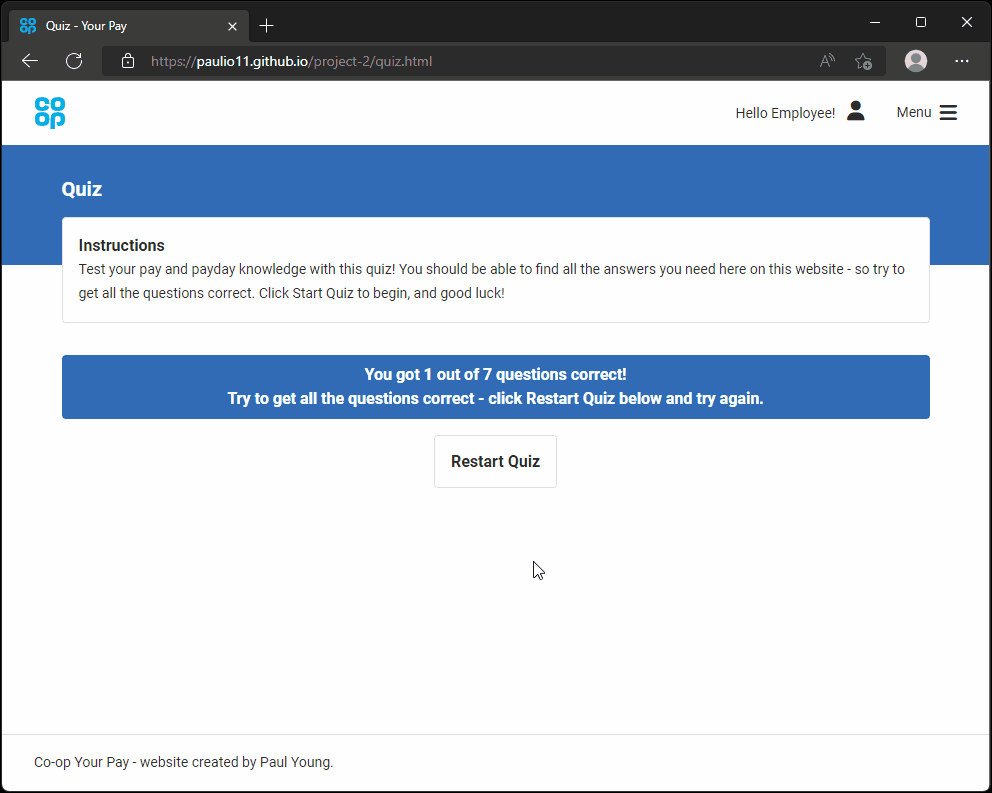 Quiz - Your Pay
https://paulio11.github.io/project-2/quiz.html
co
op
Hello Employee!
Menu
Quiz
Instructions
Test your pay and payday knowledge with this quiz! You should be able to find all the answers you need here on this website - so try to
get all the questions correct. Click Start Quiz to begin, and good luck!
You got 1 out of 7 questions correct!
Try to get all the questions correct - click Restart Quiz below and try again.
Restart Quiz
Co-op Your Pay - website created by Paul Young.